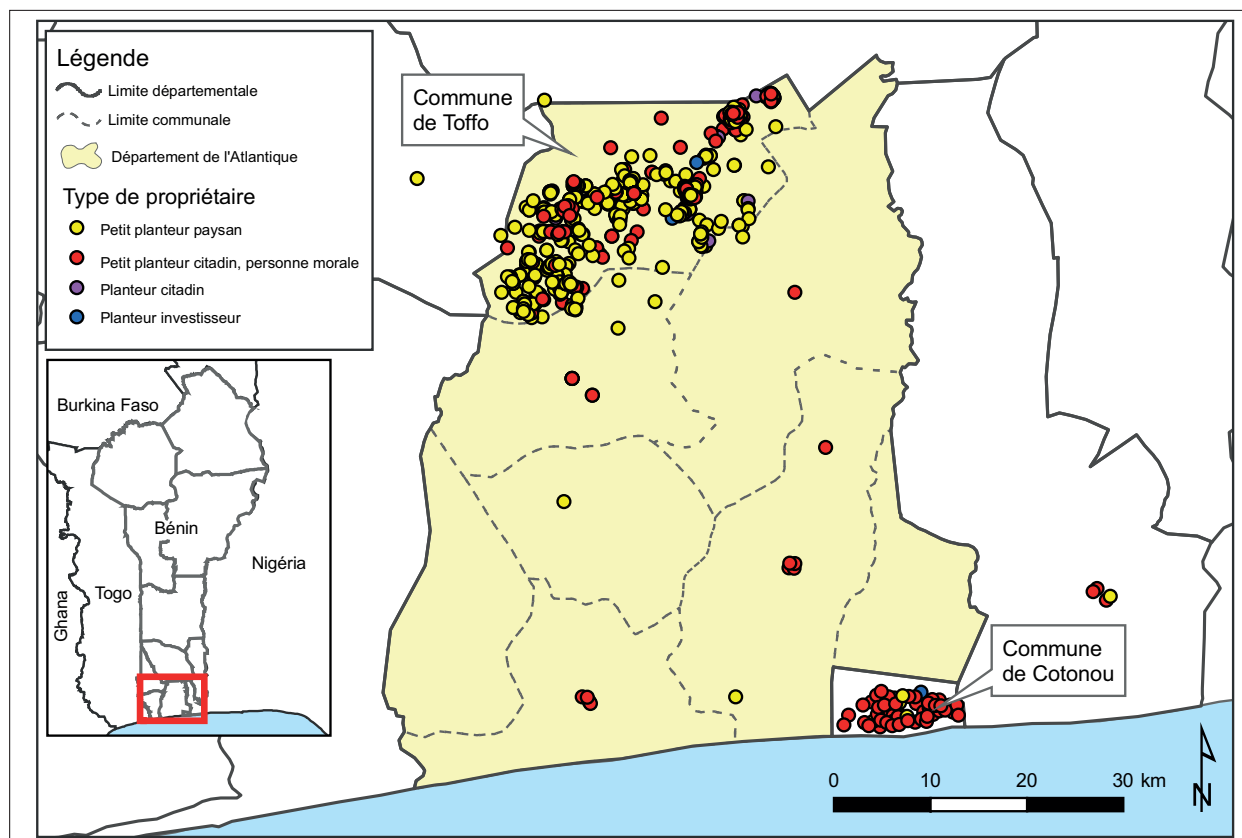 Légende
Limite départementale
Limite communale
Département de l'Atlantique
Type de propriétaire
Petit planteur paysan
Petit planteur citadin, personne morale
Planteur citadin
Planteur investisseur
Commune
de Toffo
Burkina Faso
Bénin
Nigéria
Togo
Ghana
Commune
de Cotonou
0 10 20 30 km
N